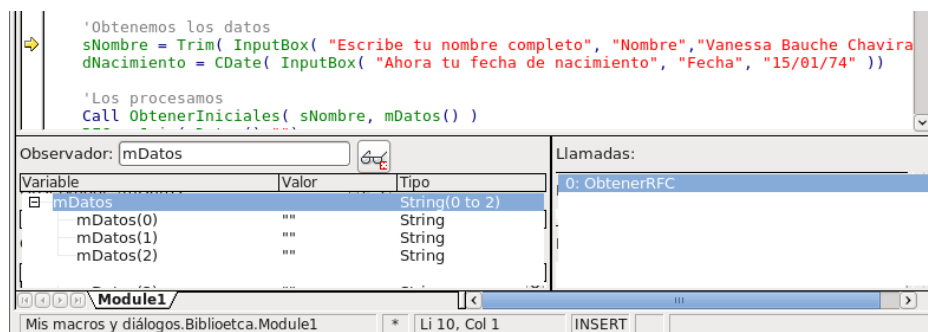 'Obtenemos los datos
sNombre = Trim( InputBox( "Escribe tu nombre completo", "Nombre","Vanessa Bauche Chavira
dNacimiento = CDate( InputBox( "Ahora tu fecha de nacimiento", "Fecha", "15/01/74" ))
'Los procesamos
Call ObtenerIniciales( sNombre, mDatos() )
Observador: mDatos
Llamadas:
Variable Valor Tipo
mDatos String(0 to 2)
mDatos(0) "" String
mDatos(1) "" String
mDatos(2) "" String
0: ObtenerRFC
Module1
Mis macros y diálogos.Biblioetca.Module1 * Li 10, Col 1 INSERT